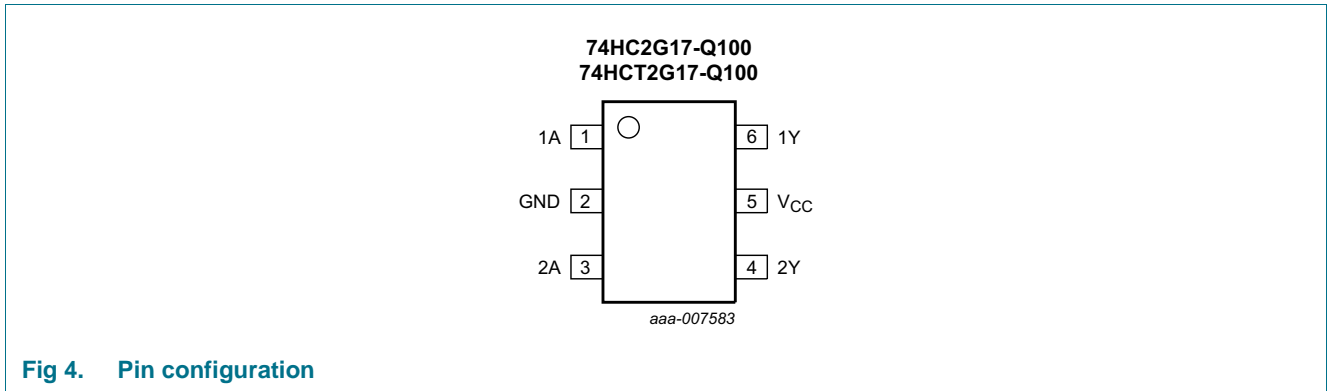 74HC2G17-Q100
74HCT2G17-Q100
1A 1 6 1Y
GND 2 5 VCC
2A 3 4 2Y
aaa-007583
Fig 4. Pin configuration